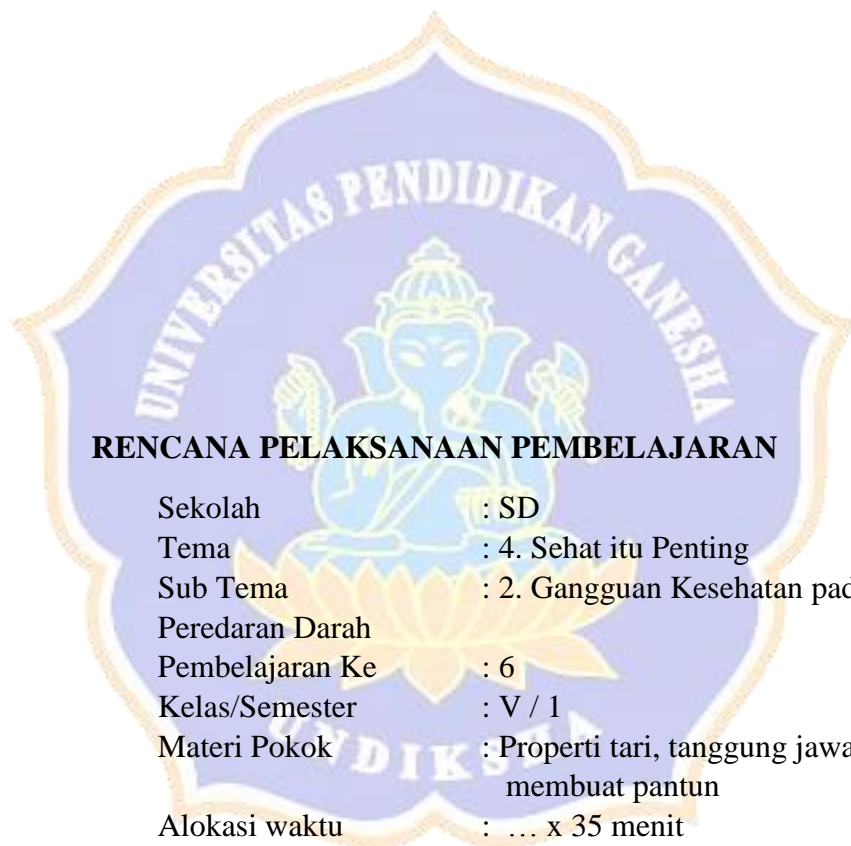 UNIVERSITAS PENDIDIKAN GANESHA
RENCANA PELAKSANAAN PEMBELAJARAN
Sekolah : SD
Tema : 4. Sehat itu Penting
Sub Tema : 2. Gangguan Kesehatan pad
Peredaran Darah
Pembelajaran Ke : 6
Kelas/Semester : V / 1
Materi Pokok : Properti tari, tanggung jawa
membuat pantun
Alokasi waktu : … x 35 menit
UNDIKSHA